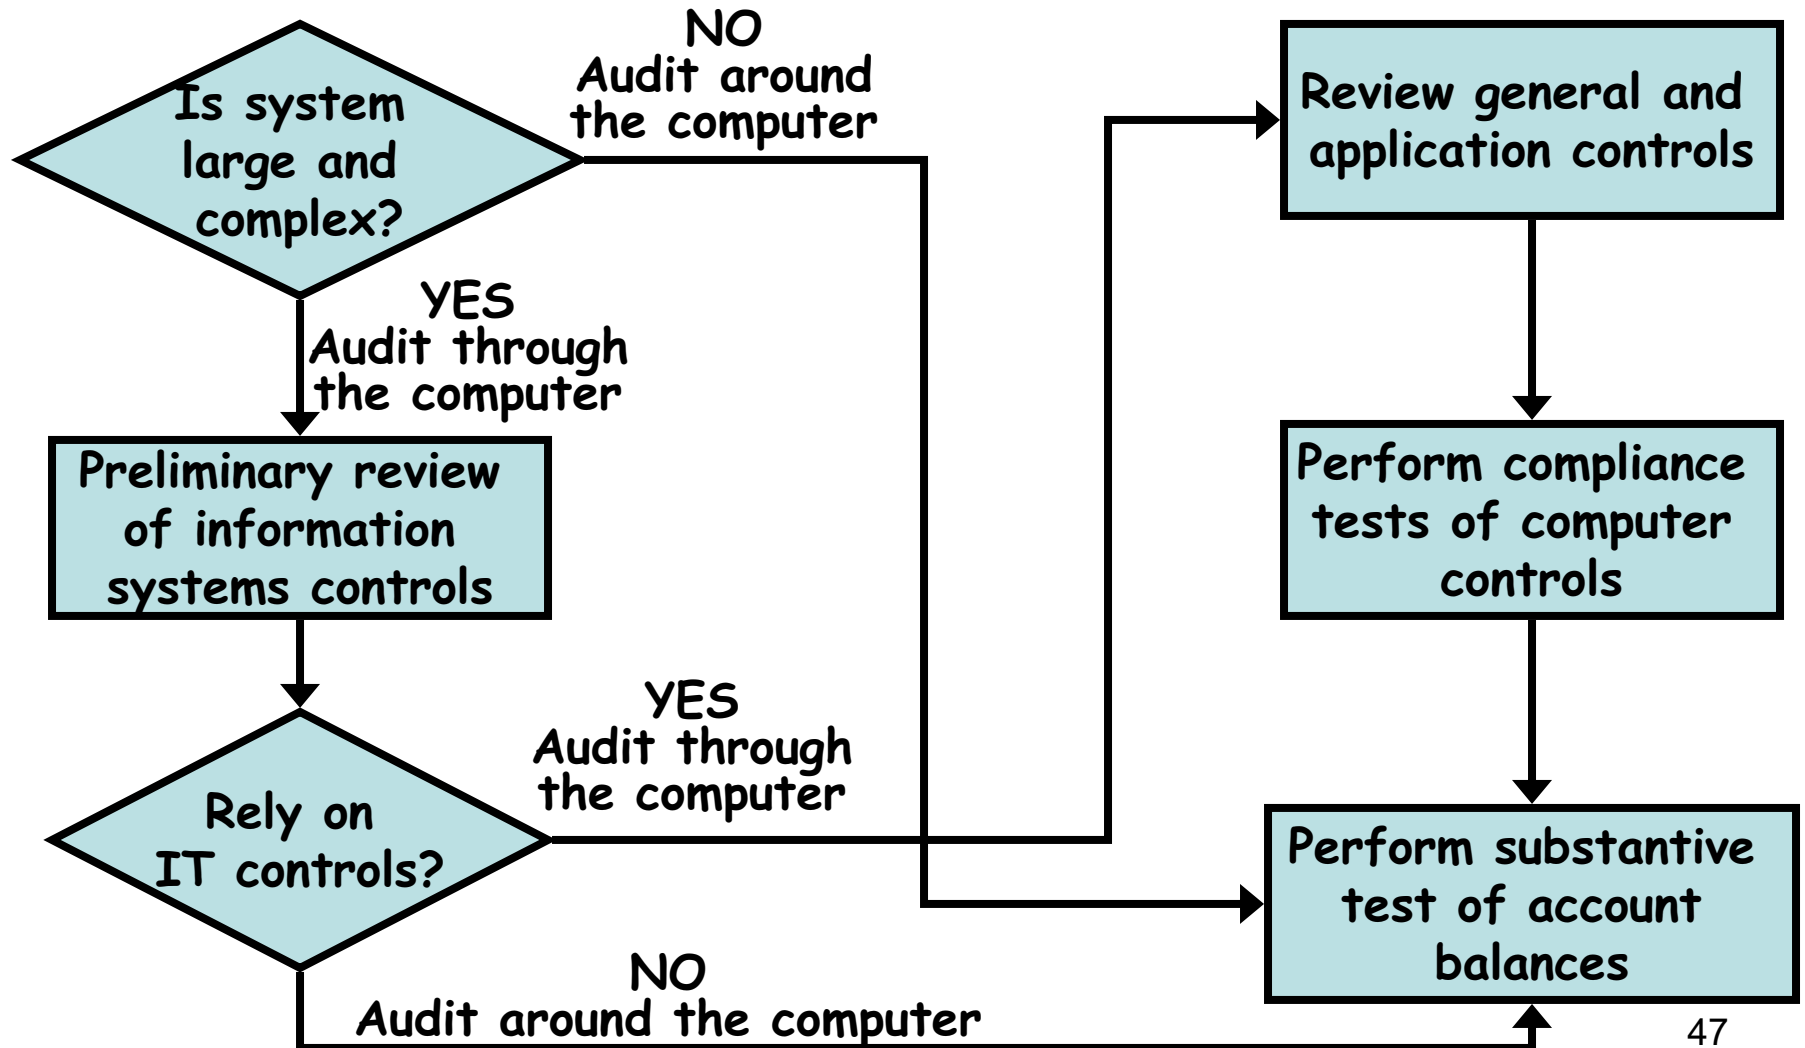 Is system
large and
complex?
NO
Audit around
the computer
YES
Audit through
the computer
Preliminary review
of information
systems controls
Rely on
IT controls?
YES
Audit through
the computer
NO
Audit around the computer
Review general and
application controls
Perform compliance
tests of computer
controls
Perform substantive
test of account
balances
47